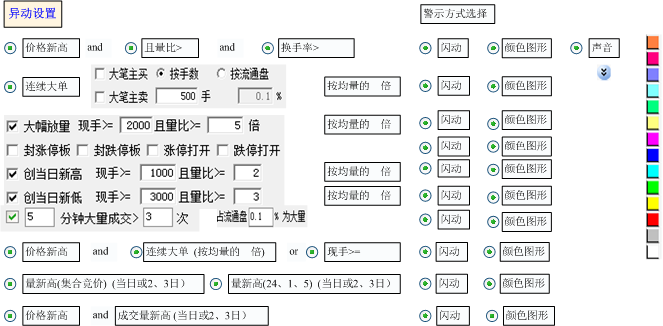 异动设置 警示方式选择
价格新高 and 且量比> and 换手率> 闪动 颜色图形 声音
连续大单 大笔主买 按手数 按流通盘 按均量的 倍 闪动 颜色图形
大笔主卖 500 手 0.1 %
大幅放量 现手>= 2000 且量比>= 5 倍 按均量的 倍 闪动 颜色图形
封涨停板 封跌停板 涨停打开 跌停打开 闪动 颜色图形
创当日新高 现手>= 1000 且量比>= 2 按均量的 倍 闪动 颜色图形
创当日新低 现手>= 3000 且量比>= 3 按均量的 倍 闪动 颜色图形
5 分钟大量成交> 3 次 占流通盘 0.1 % 为大量 闪动 颜色图形
价格新高 and 连续大单 (按均量的 倍) or 现手>= 闪动 颜色图形
最新高(集合竞价) (当日或2、3日) 最新高(24、1、5) (当日或2、3日) 闪动 颜色图形
价格新高 and 成交量新高 (当日或2、3日) 闪动 颜色图形